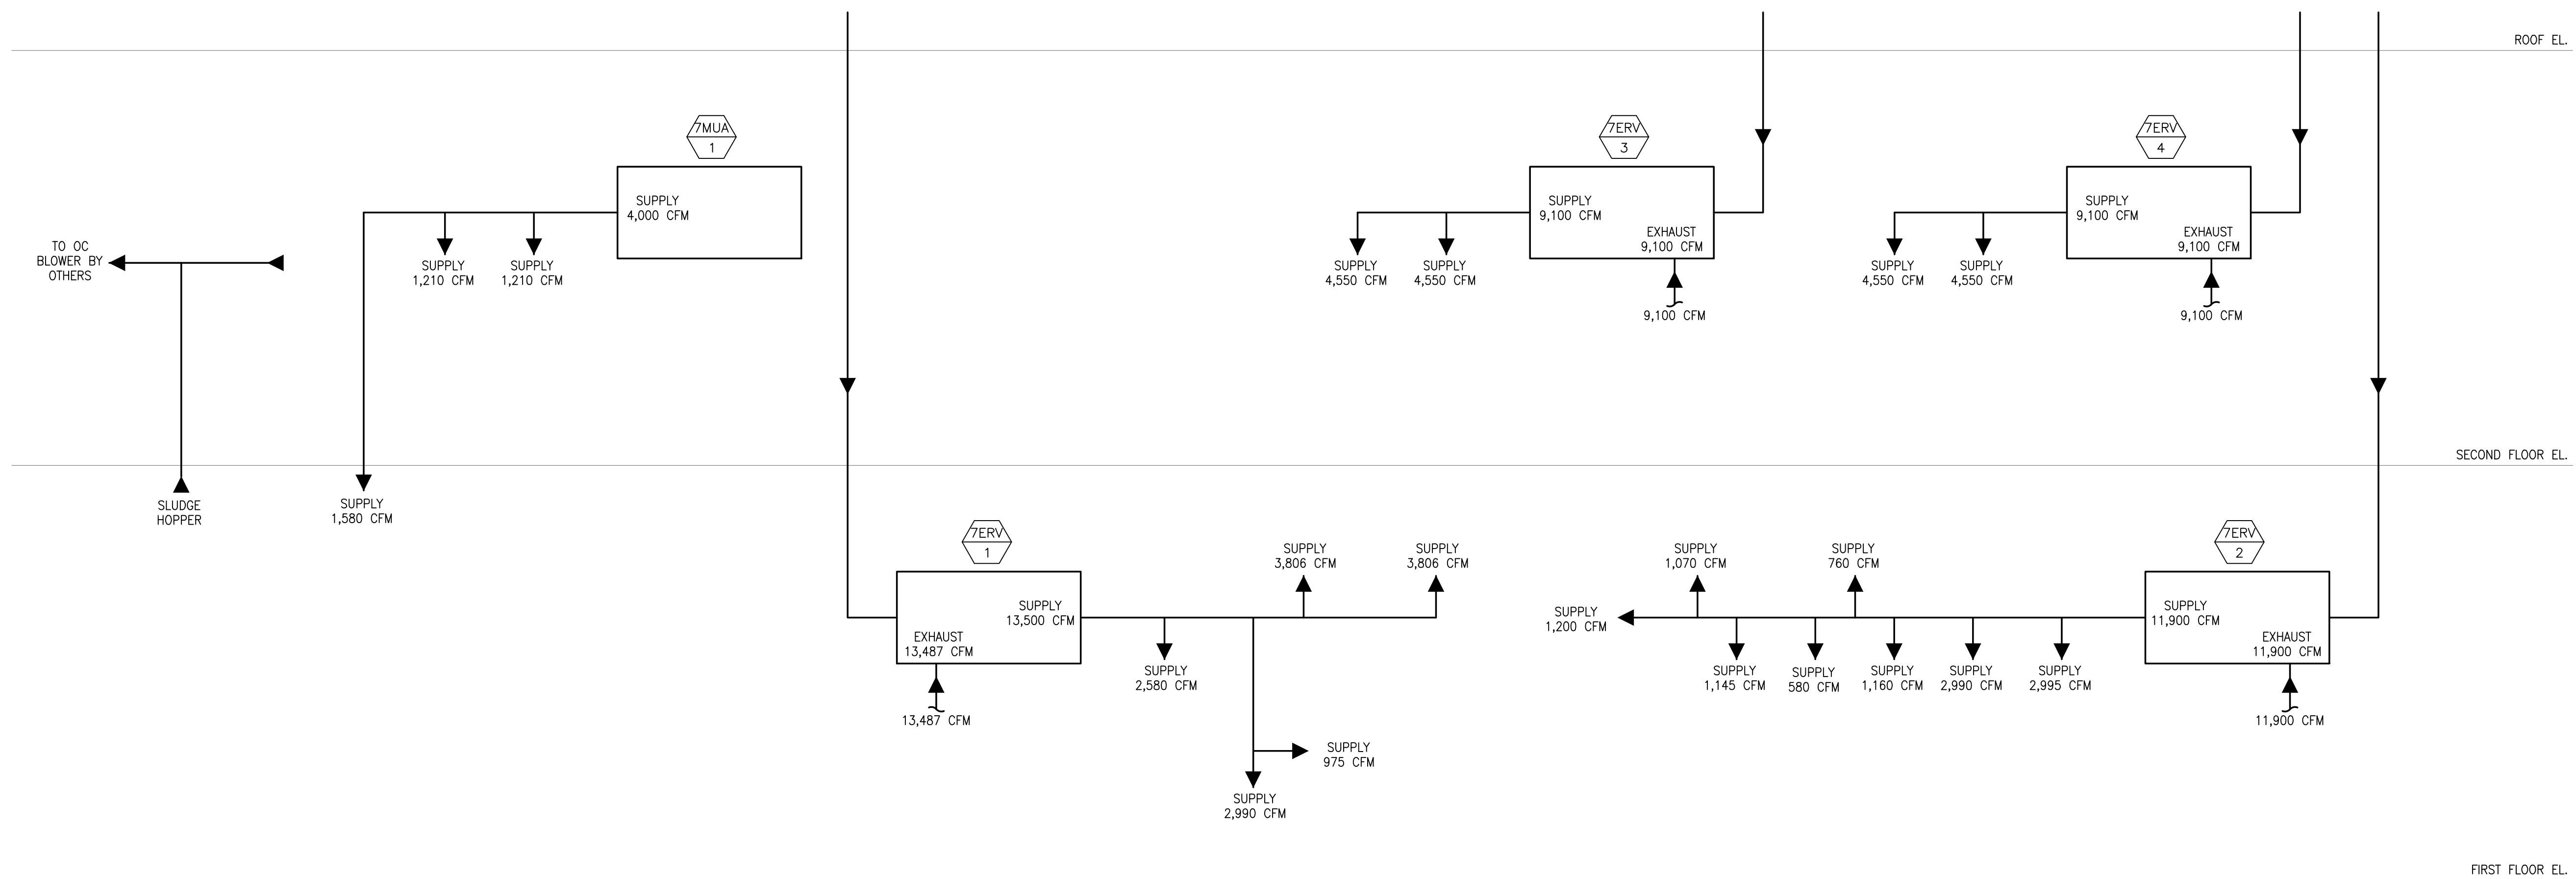 ROOF EL.
7MUA
1
SUPPLY
4,000 CFM
SUPPLY
1,210 CFM
SUPPLY
1,210 CFM
TO OC
BLOWER BY
OTHERS
SLUDGE
HOPPER
SUPPLY
1,580 CFM
7ERV
3
SUPPLY
9,100 CFM
EXHAUST
9,100 CFM
SUPPLY
4,550 CFM
SUPPLY
4,550 CFM
9,100 CFM
7ERV
4
SUPPLY
9,100 CFM
EXHAUST
9,100 CFM
SUPPLY
4,550 CFM
SUPPLY
4,550 CFM
9,100 CFM
SECOND FLOOR EL.
7ERV
1
SUPPLY
13,500 CFM
EXHAUST
13,487 CFM
13,487 CFM
SUPPLY
2,580 CFM
SUPPLY
3,806 CFM
SUPPLY
3,806 CFM
SUPPLY
975 CFM
SUPPLY
2,990 CFM
SUPPLY
1,200 CFM
SUPPLY
1,070 CFM
SUPPLY
760 CFM
SUPPLY
1,145 CFM
SUPPLY
580 CFM
SUPPLY
1,160 CFM
SUPPLY
2,990 CFM
SUPPLY
2,995 CFM
7ERV
2
SUPPLY
11,900 CFM
EXHAUST
11,900 CFM
11,900 CFM
FIRST FLOOR EL.